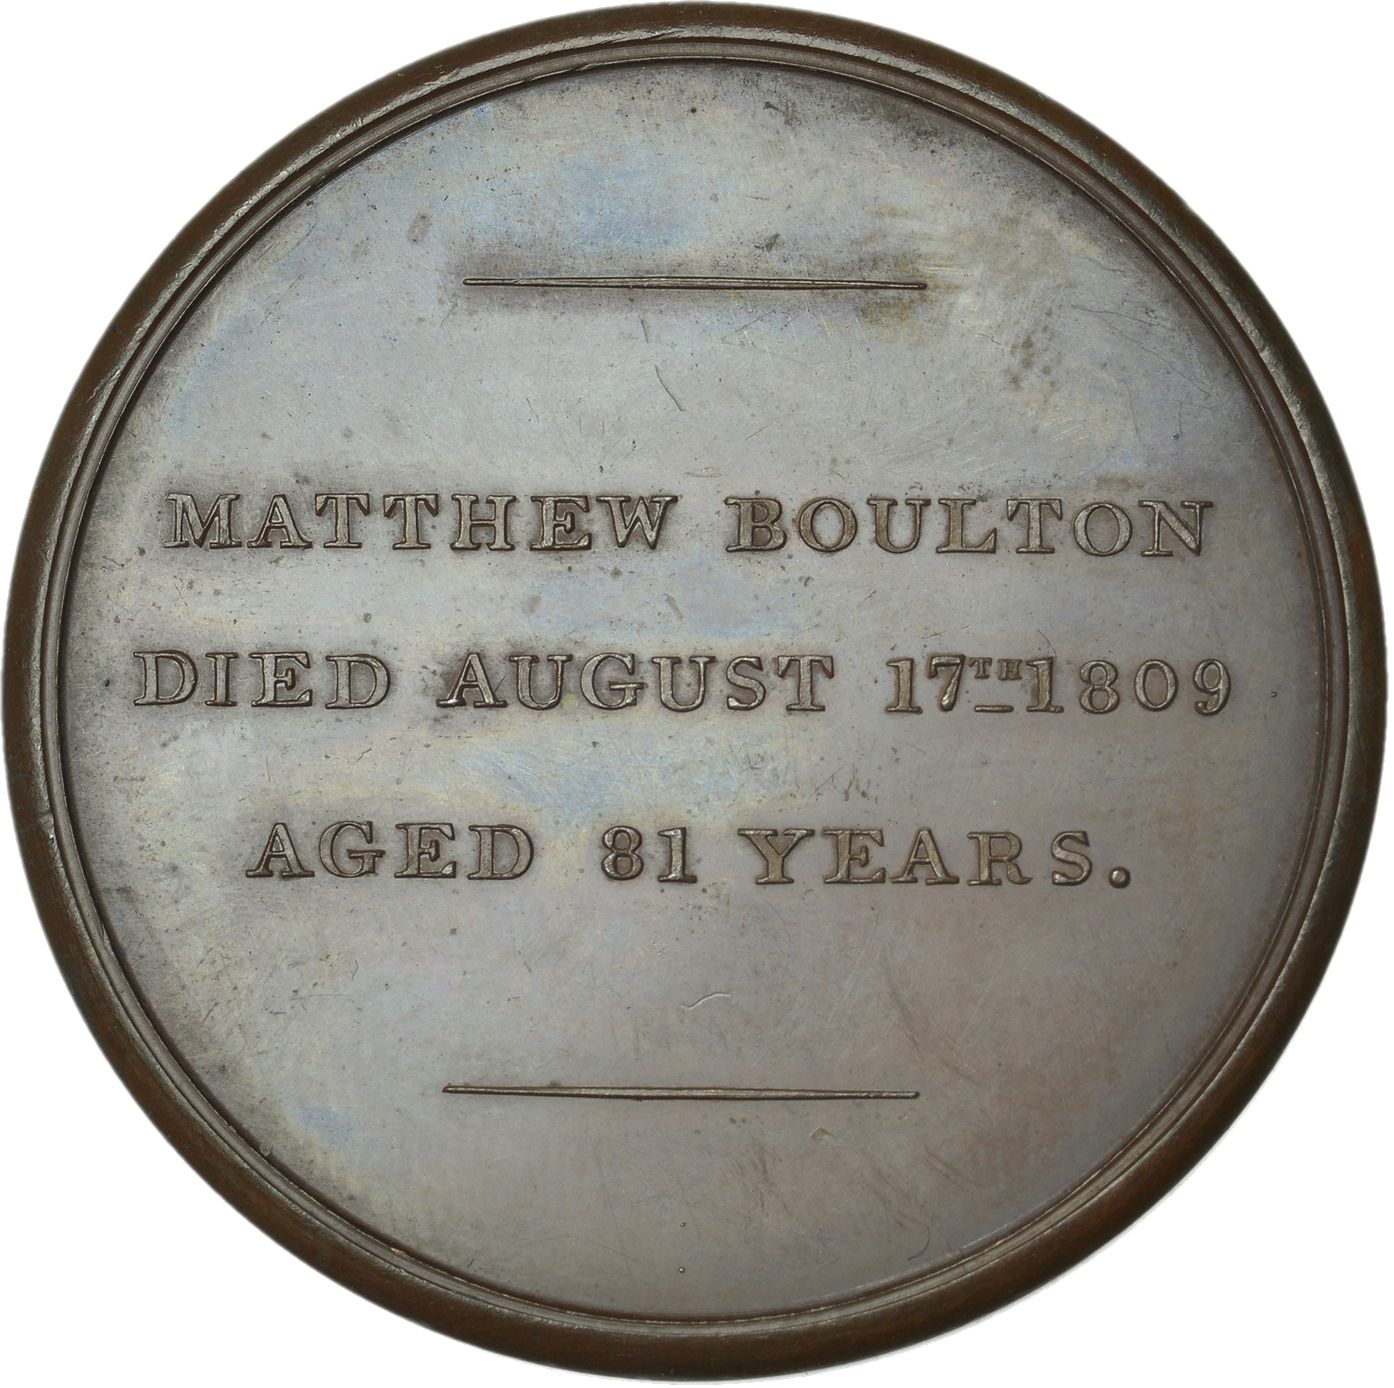 MATTHEW BOULTON
DIED AUGUST 17TH 1809
AGED 81 YEARS.